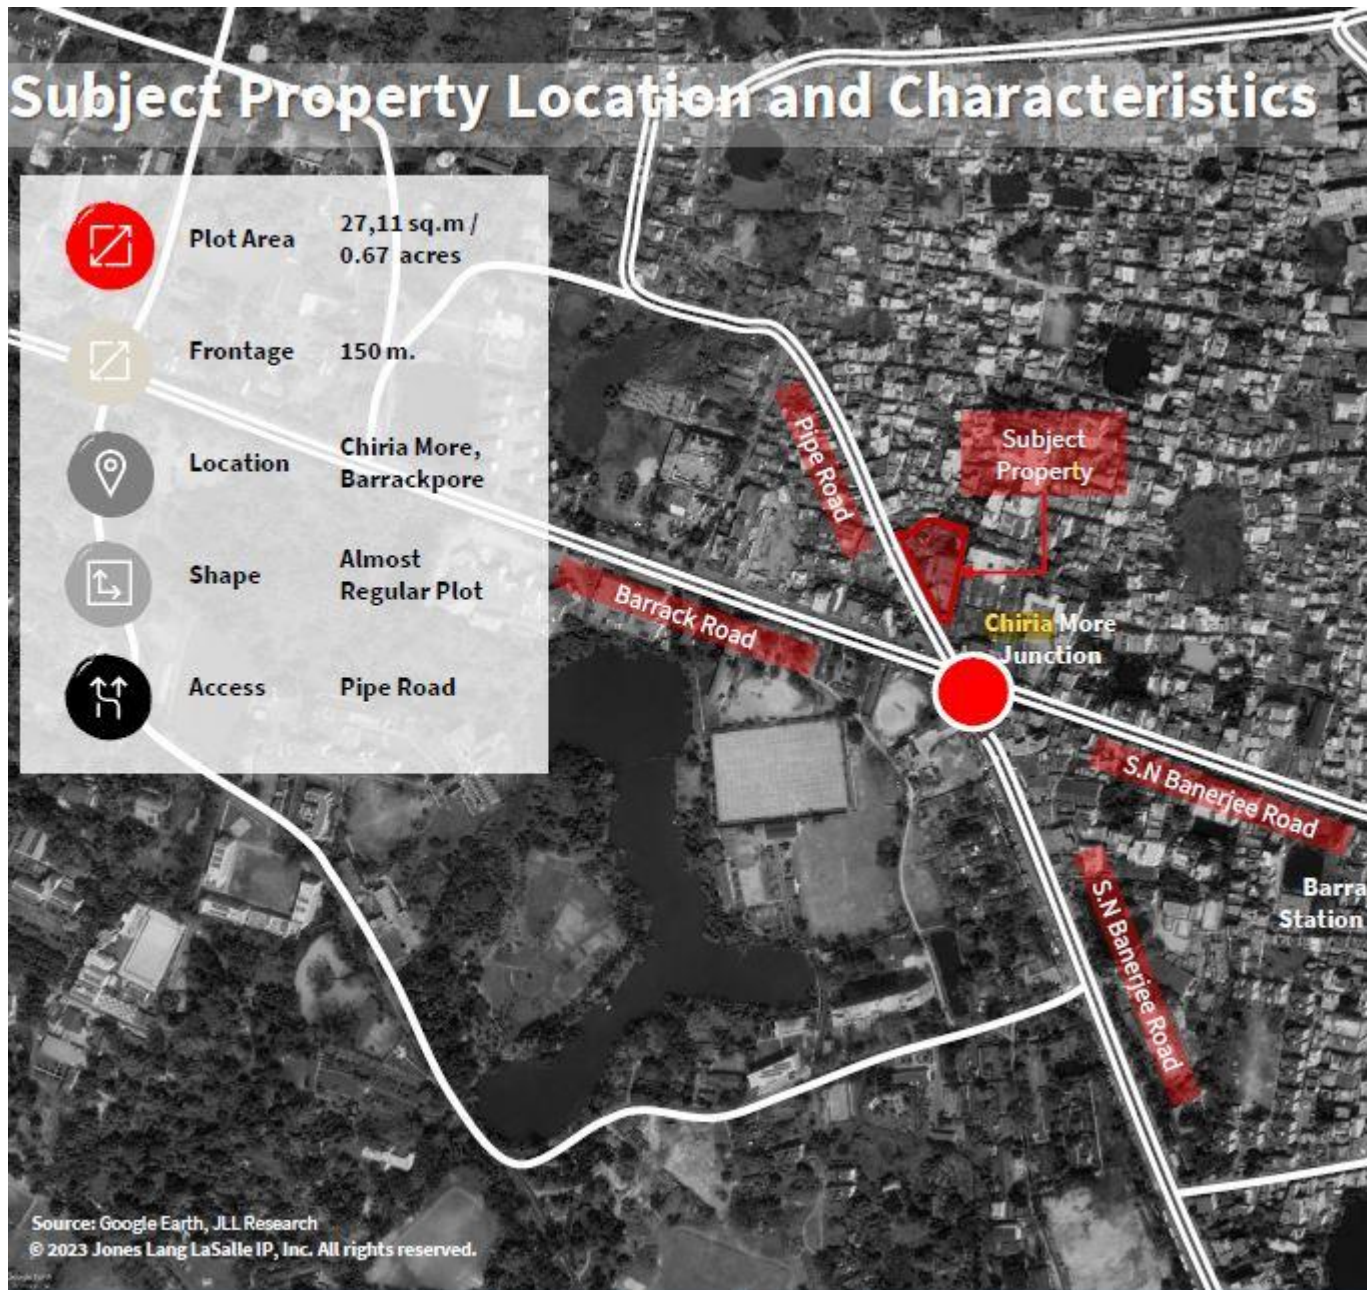 Subject Property Location and Characteristics
Plot Area
27,11 sq.m /
0.67 acres
Frontage
150 m.
Location
Chiria More,
Barrackpore
Shape
Almost
Regular Plot
Access
Pipe Road
Pipe Road
Subject
Property
Barrack Road
Chiria More
Junction
S.N Banerjee Road
S.N Banerjee Road
Barra
Station
Source: Google Earth, JLL Research
© 2023 Jones Lang LaSalle IP, Inc. All rights reserved.